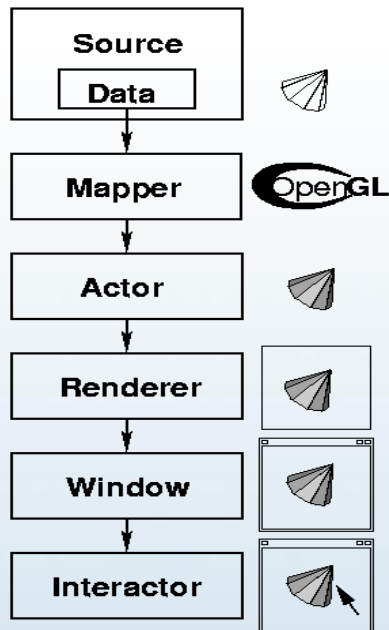 Source
Data
Mapper
OpenGL
Actor
Renderer
Window
Interactor